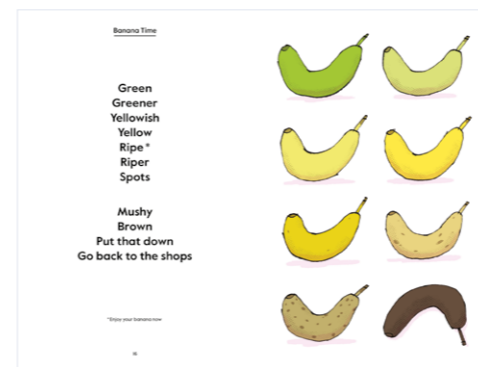 Banana Time
Green
Greener
Yellowish
Yellow
Ripe*
Riper
Spots
Mushy
Brown
Put that down
Go back to the shops
*Enjoy your banana now